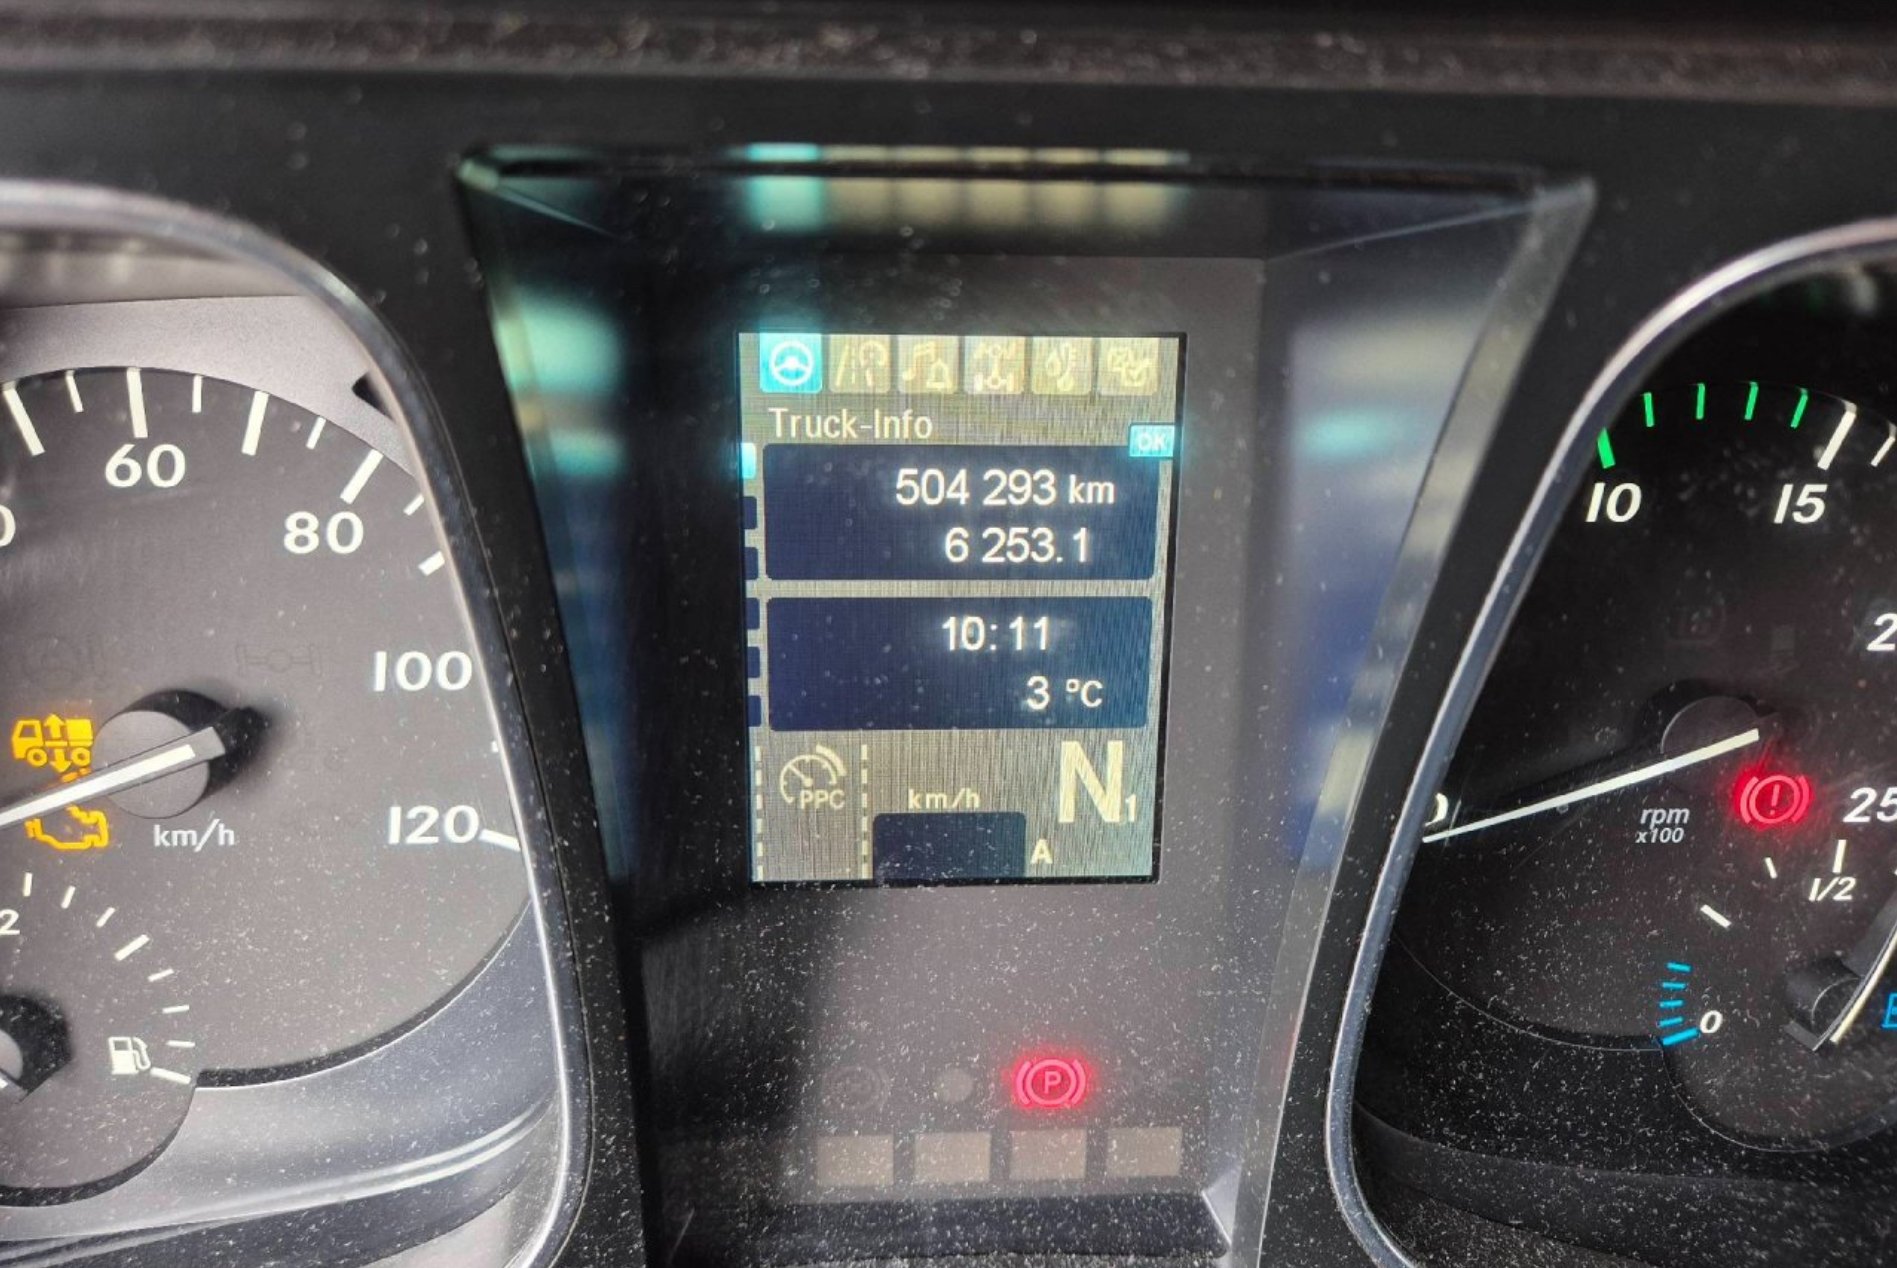 Truck-Info
OK
504 293 km
6 253.1
10:11
3 °C
PPC
km/h
N1
A
60
80
100
120
km/h
10
15
25
rpm
x100
1/2
0
P